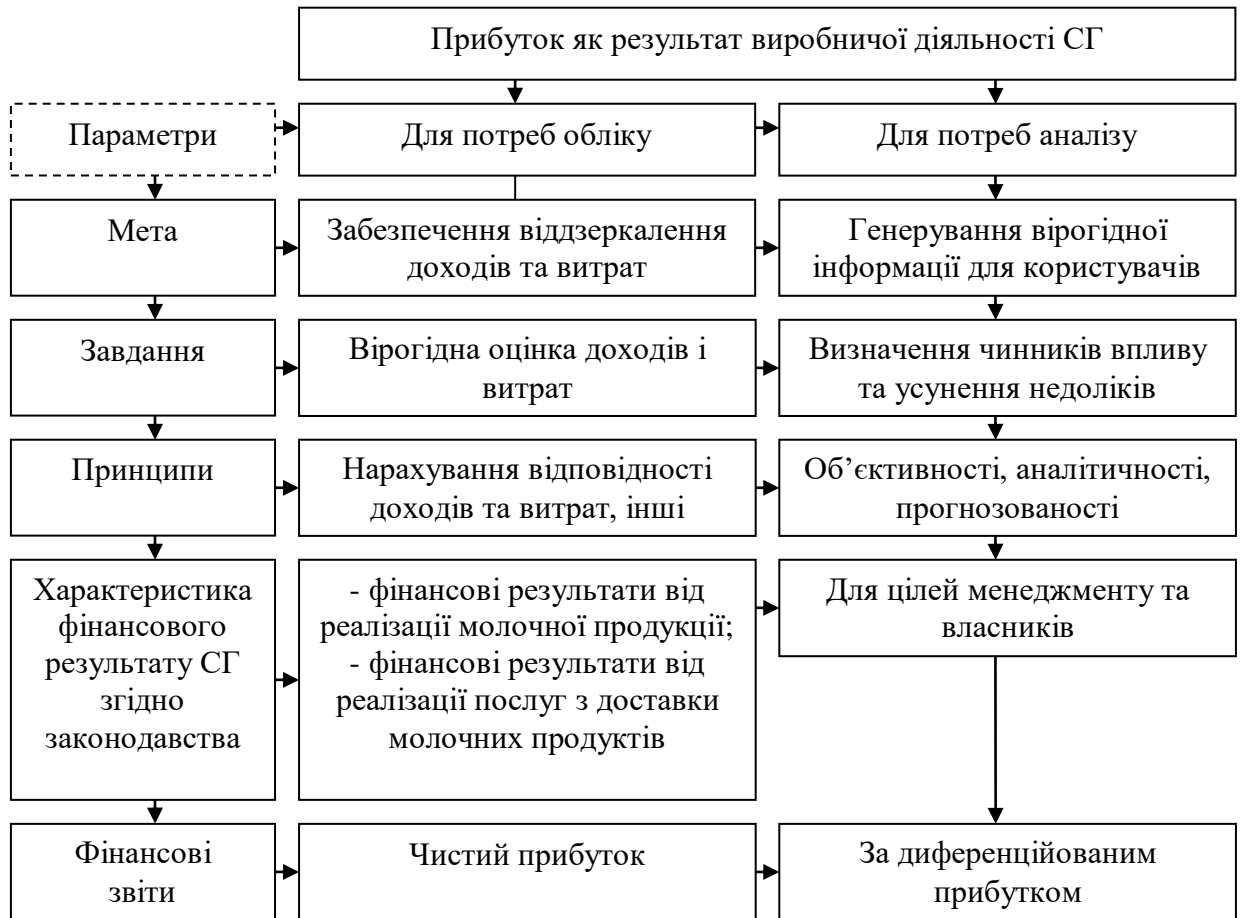 Прибуток як результат виробничої діяльності СГ
Параметри
Для потреб обліку
Для потреб аналізу
Мета
Забезпечення віддзеркалення
доходів та витрат
Генерування вірогідної
інформації для користувачів
Завдання
Вірогідна оцінка доходів і
витрат
Визначення чинників впливу
та усунення недоліків
Принципи
Нарахування відповідності
доходів та витрат, інші
Об’єктивності, аналітичності,
прогнозованості
Характеристика
фінансового
результату СГ
згідно
законодавства
- фінансові результати від
реалізації молочної продукції;
- фінансові результати від
реалізації послуг з доставки
молочних продуктів
Для цілей менеджменту та
власників
Фінансові
звіти
Чистий прибуток
За диференційованим
прибутком